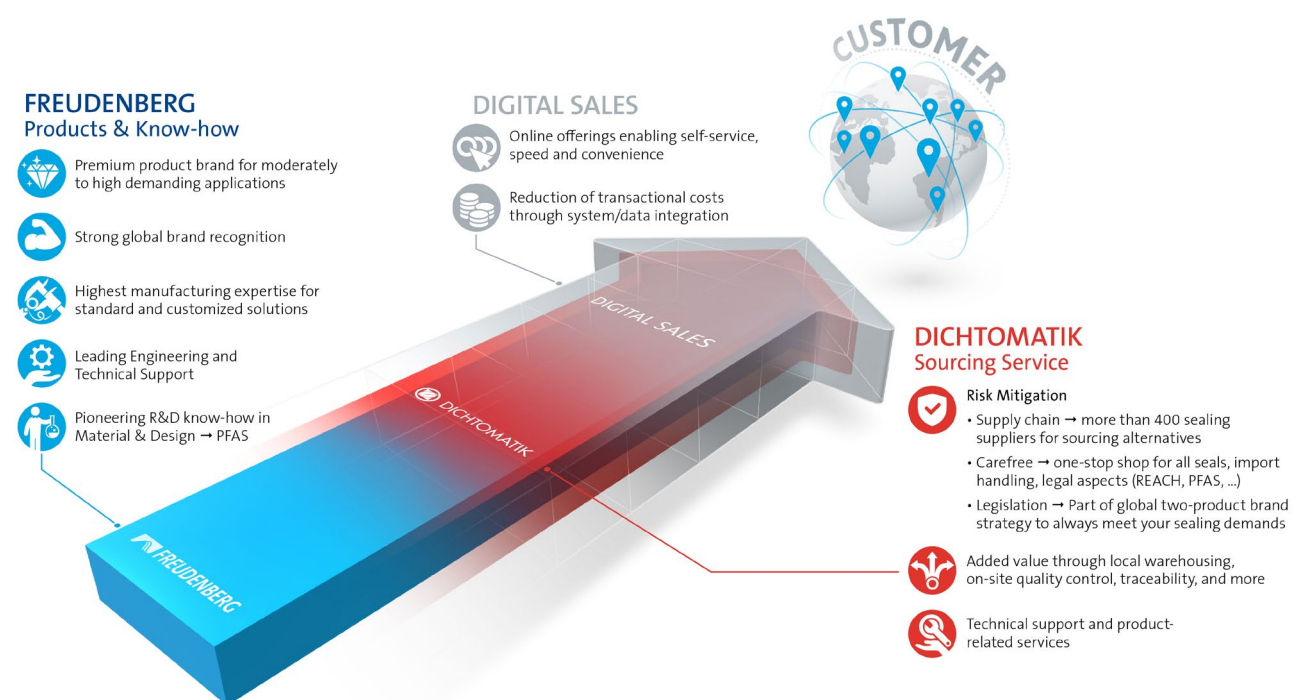 CUSTOMER
FREUDENBERG
Products & Know-how
Premium product brand for moderately
to high demanding applications
Strong global brand recognition
Highest manufacturing expertise for
standard and customized solutions
Leading Engineering and
Technical Support
Pioneering R&D know-how in
Material & Design → PFAS
DIGITAL SALES
Online offerings enabling self-service,
speed and convenience
Reduction of transactional costs
through system/data integration
DIGITAL SALES
DICHTOMATIK
FREUDENBERG
DICHTOMATIK
Sourcing Service
Risk Mitigation
• Supply chain → more than 400 sealing
suppliers for sourcing alternatives
• Carefree → one-stop shop for all seals, import
handling, legal aspects (REACH, PFAS, ...)
• Legislation → Part of global two-product brand
strategy to always meet your sealing demands
Added value through local warehousing,
on-site quality control, traceability, and more
Technical support and product-
related services